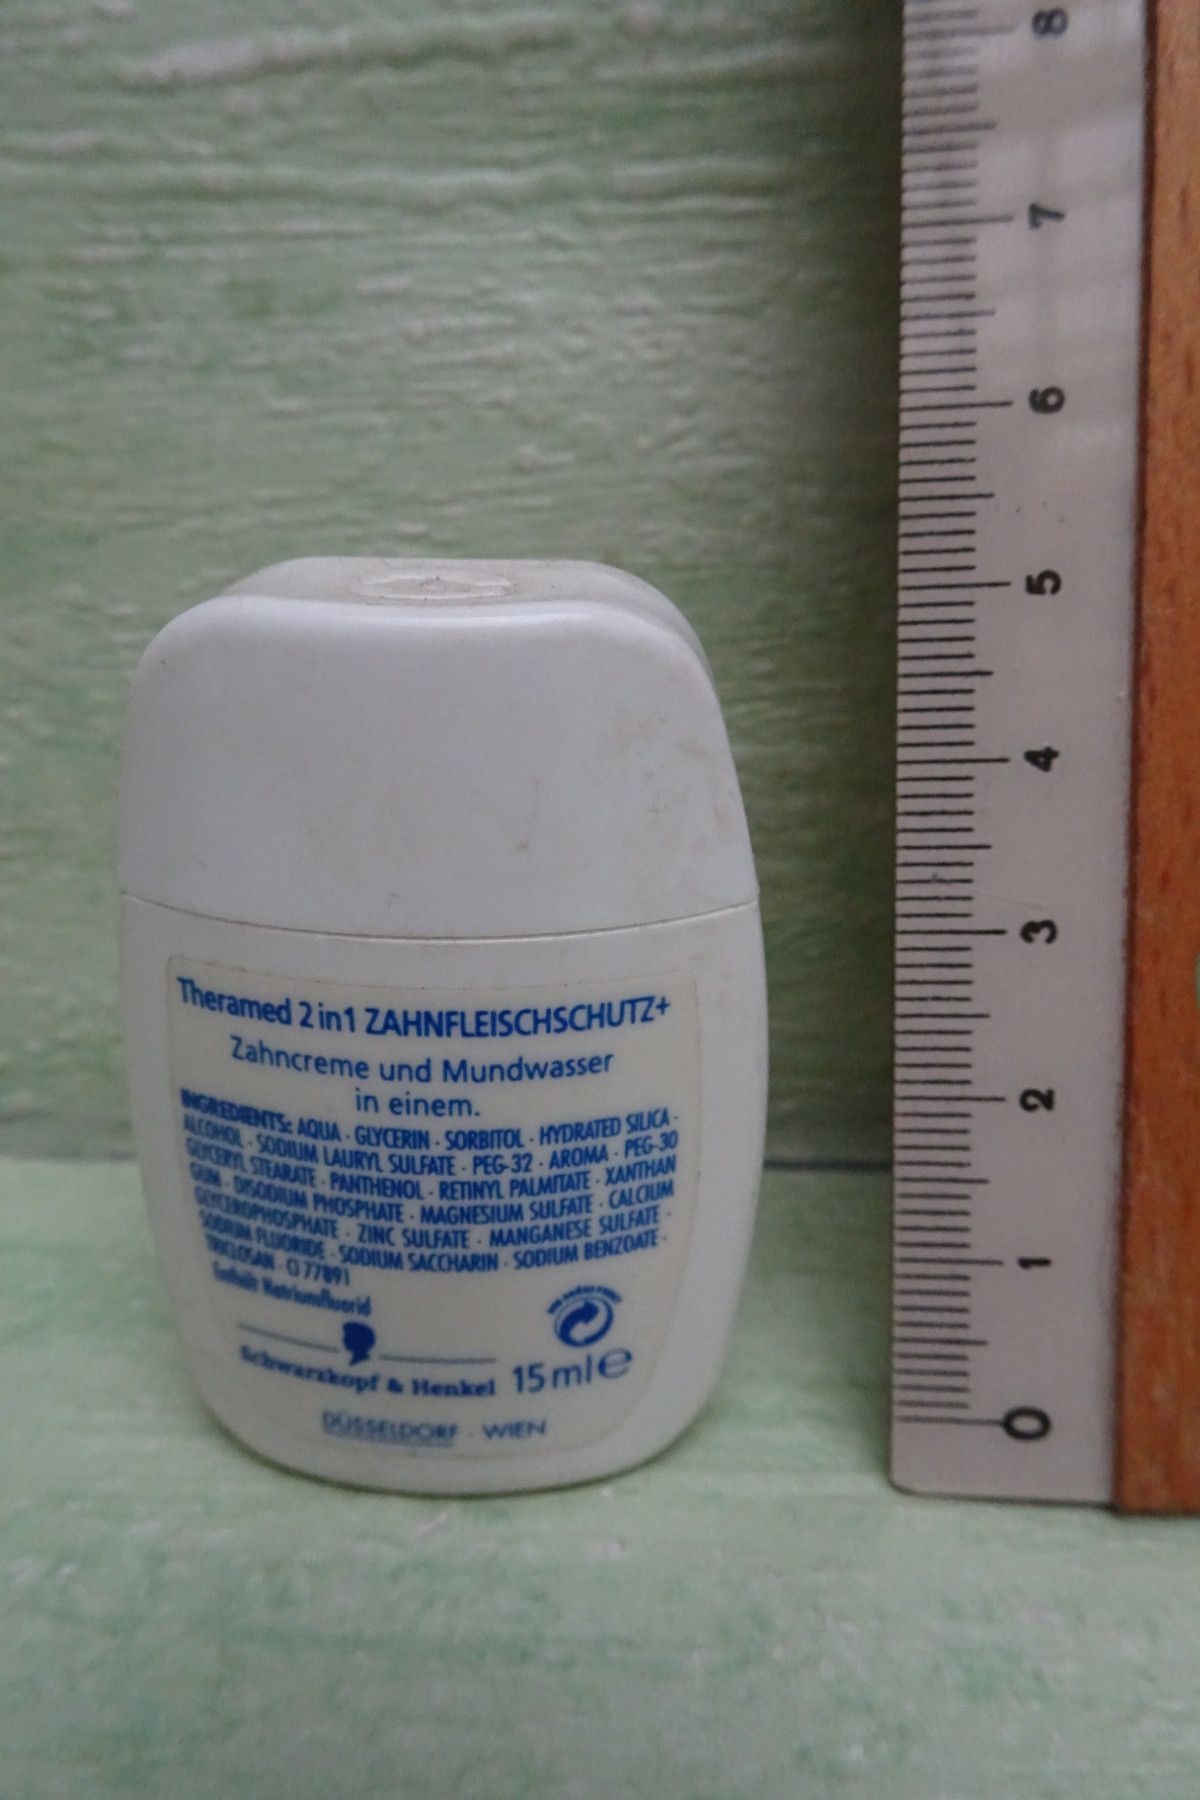 Theramed 2in1 ZAHNFLEISCHSCHUTZ+
Zahncreme und Mundwasser
in einem.
INGREDIENTS: AQUA · GLYCERIN · SORBITOL · HYDRATED SILICA ·
ALCOHOL · SODIUM LAURYL SULFATE · PEG-32 · AROMA · PEG-30
GLYCERYL STEARATE · PANTHENOL · RETINYL PALMITATE · XANTHAN
GUM · DISODIUM PHOSPHATE · MAGNESIUM SULFATE · CALCIUM
GLYCEROPHOSPHATE · ZINC SULFATE · MANGANESE SULFATE ·
SODIUM FLUORIDE · SODIUM SACCHARIN · SODIUM BENZOATE ·
TRICLOSAN · CI 77891
Enthält Natriumfluorid
Schwarzkopf & Henkel 15 ml e
DÜSSELDORF · WIEN
8
7
6
5
4
3
2
1
0